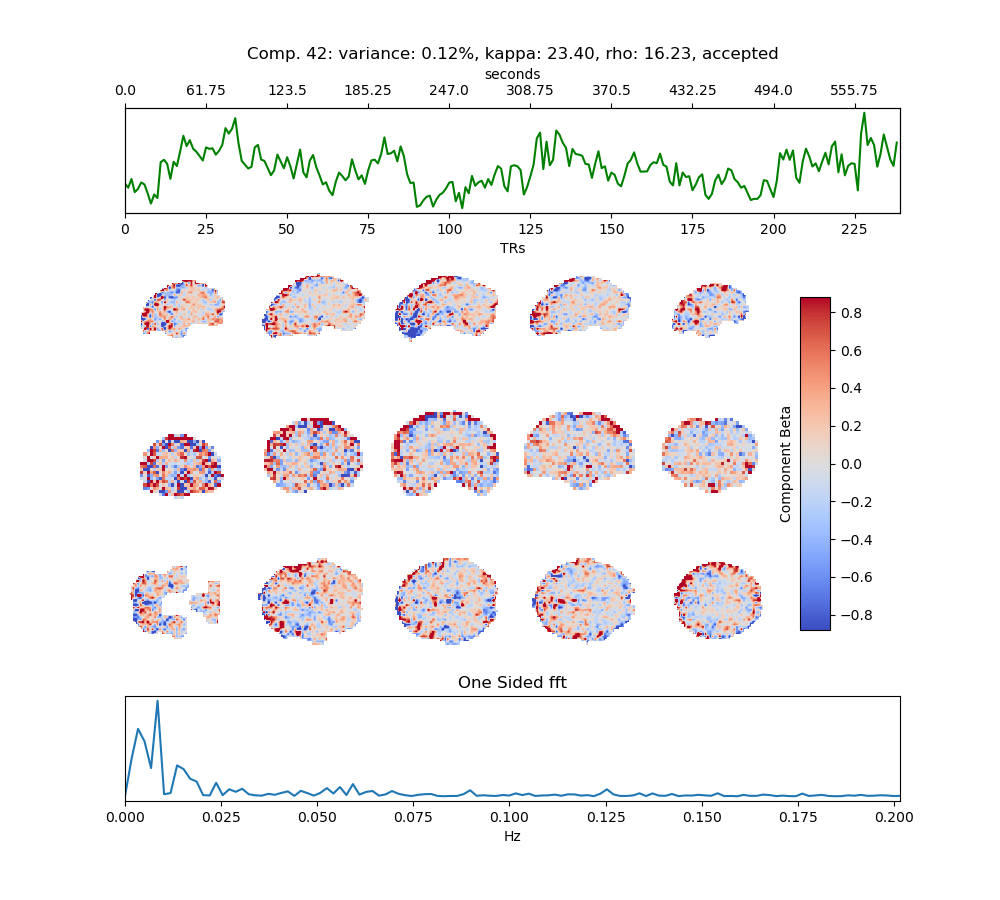 Comp. 42: variance: 0.12%, kappa: 23.40, rho: 16.23, accepted
seconds
0.0 61.75 123.5 185.25 247.0 308.75 370.5 432.25 494.0 555.75
0 25 50 75 100 125 150 175 200 225
TRs
0.8
0.6
0.4
0.2
0.0
−0.2
−0.4
−0.6
−0.8
Component Beta
One Sided fft
0.000 0.025 0.050 0.075 0.100 0.125 0.150 0.175 0.200
Hz